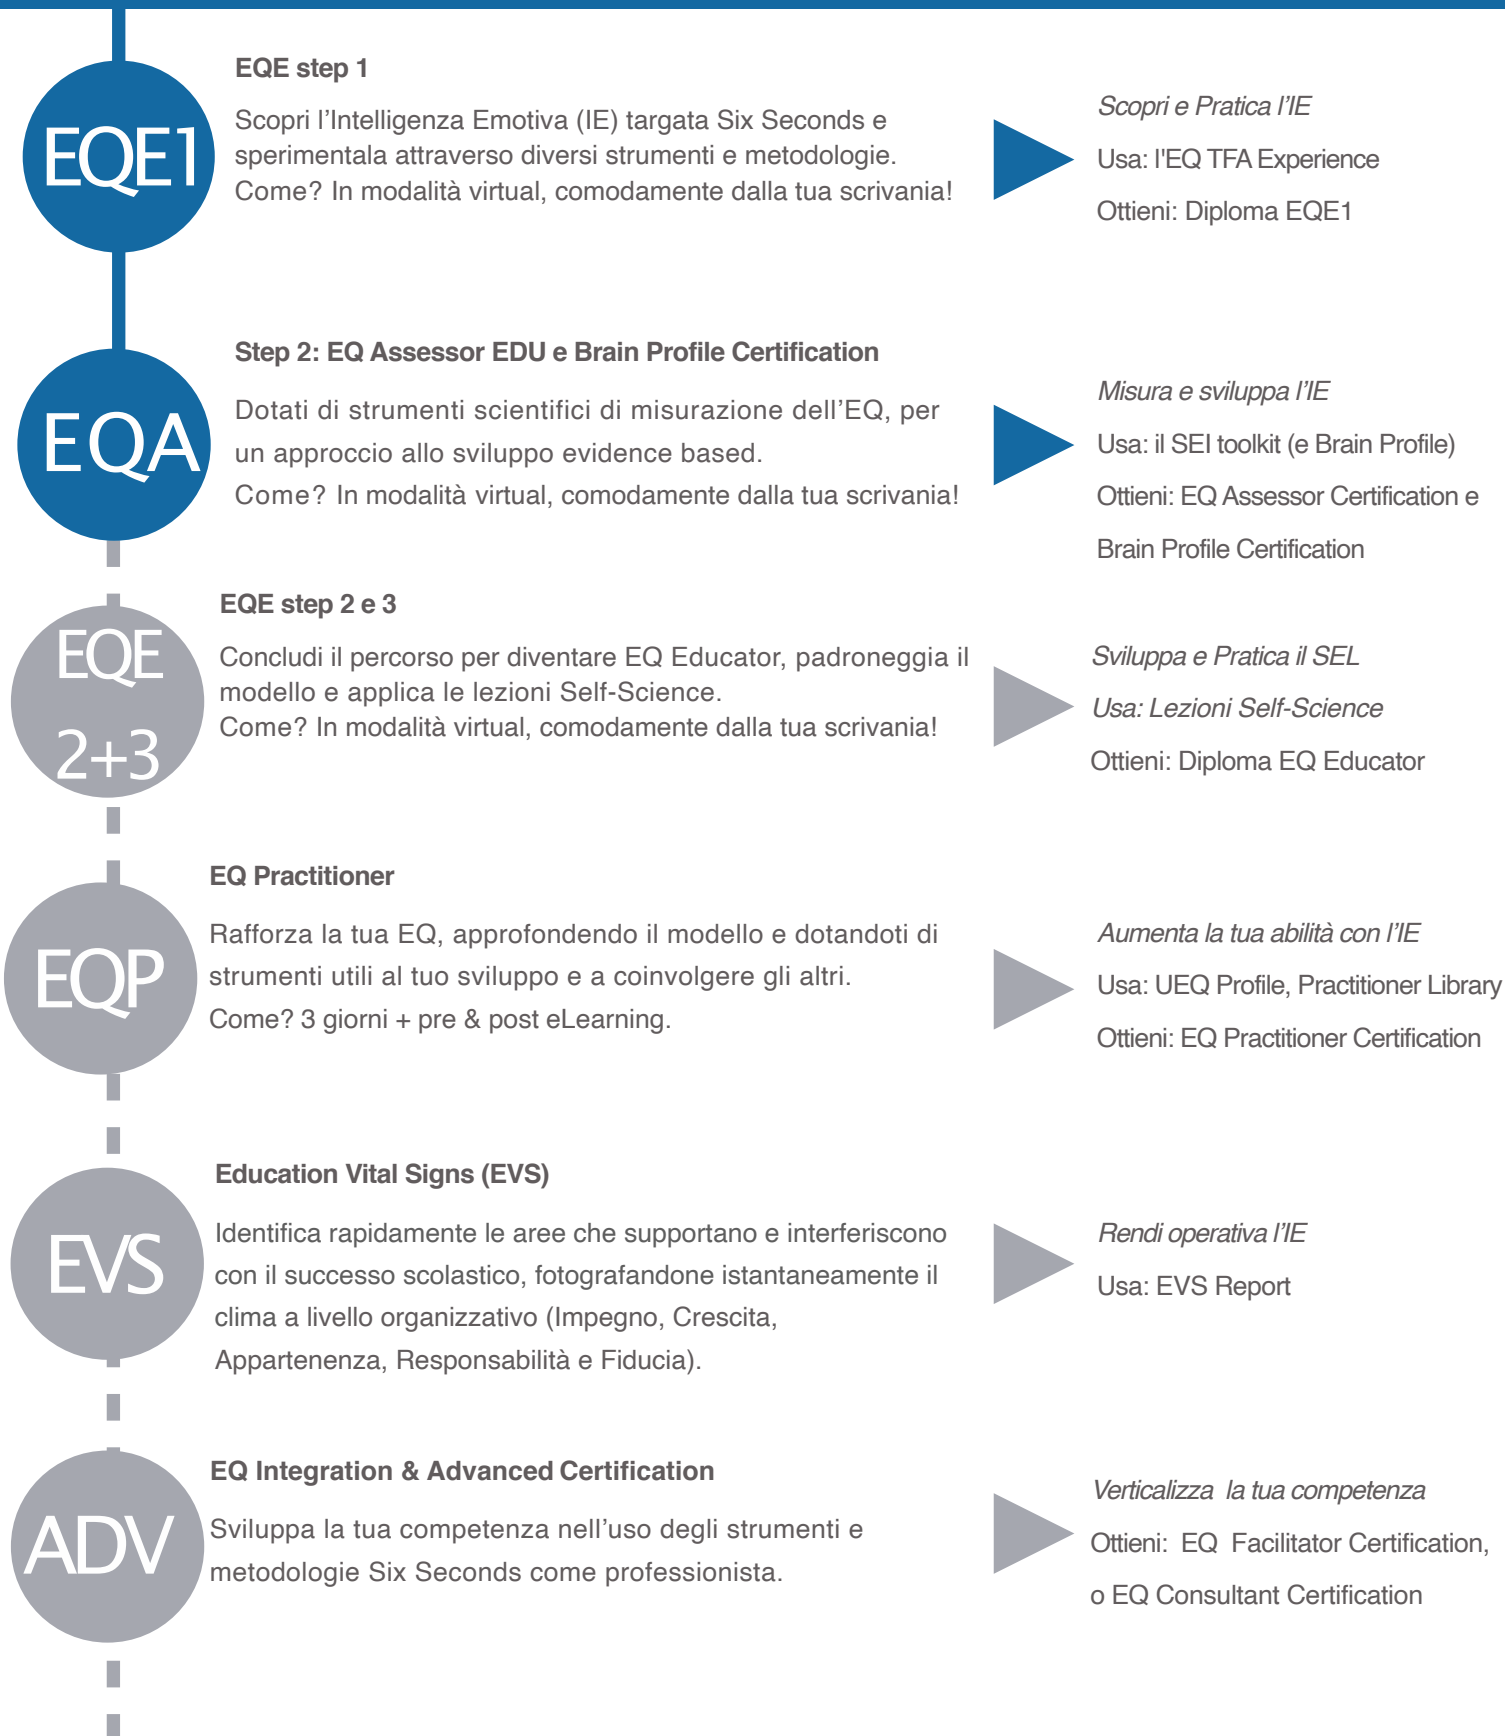 EQE1
EQE step 1
Scopri l'Intelligenza Emotiva (IE) targata Six Seconds e
sperimentala attraverso diversi strumenti e metodologie.
Come? In modalità virtual, comodamente dalla tua scrivania!
Scopri e Pratica l'IE
Usa: l'EQ TFA Experience
Ottieni: Diploma EQE1
EQA
Step 2: EQ Assessor EDU e Brain Profile Certification
Dotati di strumenti scientifici di misurazione dell'EQ, per
un approccio allo sviluppo evidence based.
Come? In modalità virtual, comodamente dalla tua scrivania!
Misura e sviluppa l'IE
Usa: il SEI toolkit (e Brain Profile)
Ottieni: EQ Assessor Certification e
Brain Profile Certification
EQE
2+3
EQE step 2 e 3
Concludi il percorso per diventare EQ Educator, padroneggia il
modello e applica le lezioni Self-Science.
Come? In modalità virtual, comodamente dalla tua scrivania!
Sviluppa e Pratica il SEL
Usa: Lezioni Self-Science
Ottieni: Diploma EQ Educator
EQP
EQ Practitioner
Rafforza la tua EQ, approfondendo il modello e dotandoti di
strumenti utili al tuo sviluppo e a coinvolgere gli altri.
Come? 3 giorni + pre & post eLearning.
Aumenta la tua abilità con l'IE
Usa: UEQ Profile, Practitioner Library
Ottieni: EQ Practitioner Certification
EVS
Education Vital Signs (EVS)
Identifica rapidamente le aree che supportano e interferiscono
con il successo scolastico, fotografandone istantaneamente il
clima a livello organizzativo (Impegno, Crescita,
Appartenenza, Responsabilità e Fiducia).
Rendi operativa l'IE
Usa: EVS Report
ADV
EQ Integration & Advanced Certification
Sviluppa la tua competenza nell'uso degli strumenti e
metodologie Six Seconds come professionista.
Verticalizza la tua competenza
Ottieni: EQ Facilitator Certification,
o EQ Consultant Certification